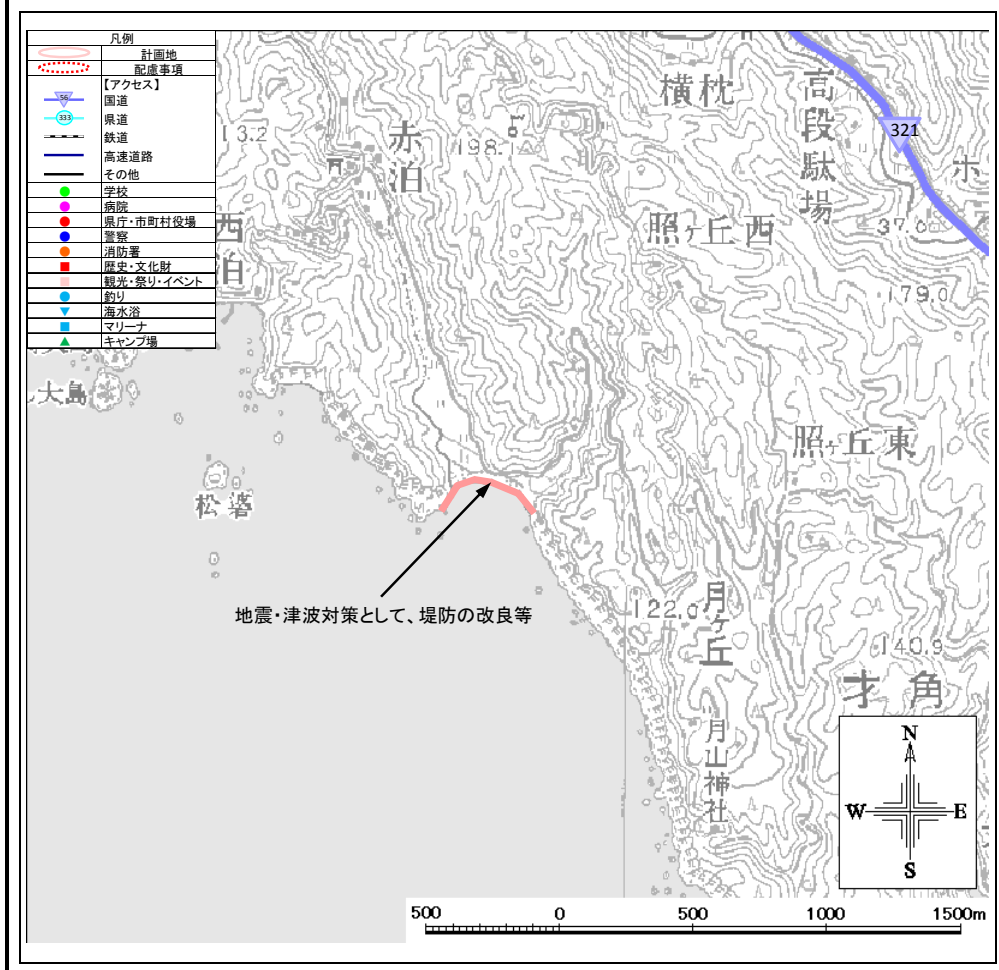 凡例
計画地
配慮事項
【アクセス】
56 国道
333 県道
鉄道
高速道路
その他
学校
病院
県庁・市町村役場
警察
消防署
歴史・文化財
観光・祭り・イベント
釣り
海水浴
マリーナ
キャンプ場
横枕
高段駄場
321
赤泊
198.1
13.2
ホ
西泊
照ヶ丘西
37.0
179.0
大島
照ヶ丘東
松碆
地震・津波対策として、堤防の改良等
122.0
月ヶ丘
140.9
才角
月山神社
N
W
E
S
500 0 500 1000 1500m